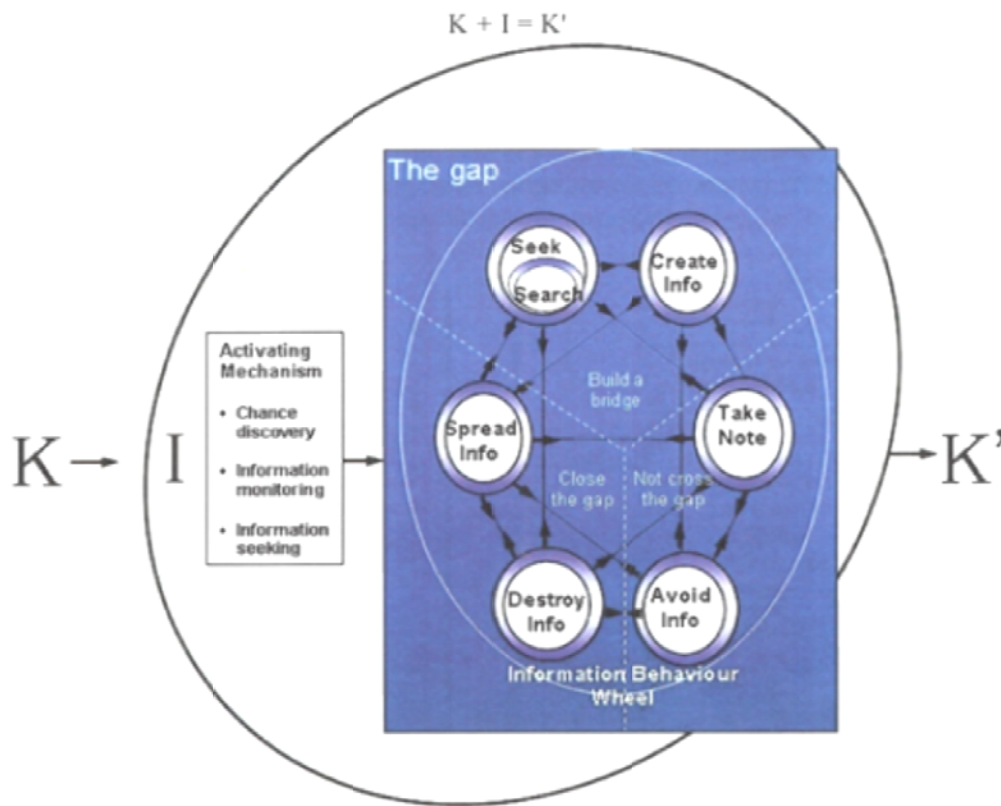 K + I = K'
The gap
Seek
Search
Create
Info
Activating
Mechanism
• Chance
discovery
• Information
monitoring
• Information
seeking
Build a
bridge
Spread
Info
Take
Note
K
I
K'
Close
the gap
Not cross
the gap
Destroy
Info
Avoid
Info
Information Behaviour
Wheel